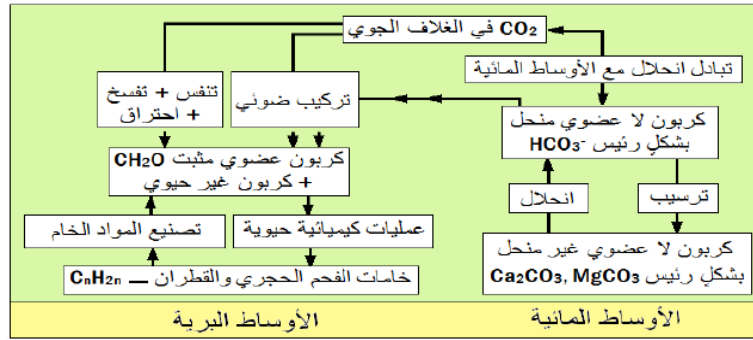 CO₂ في الغلاف الجوي
تبادل انحلال مع الأوساط المائية
تنفس + تفسخ
+ احتراق
تركيب ضوئي
كربون لا عضوي منحل
بشكلٍ رئيس HCO₃⁻
كربون عضوي مثبت CH₂O
+ كربون غير حيوي
انحلال
ترسيب
تصنيع المواد الخام
عمليات كيميائية حيوية
كربون لا عضوي غير منحل
بشكلٍ رئيس Ca₂CO₃, MgCO₃
خامات الفحم الحجري والقطران — CₙH₂ₙ
الأوساط المائية
الأوساط البرية